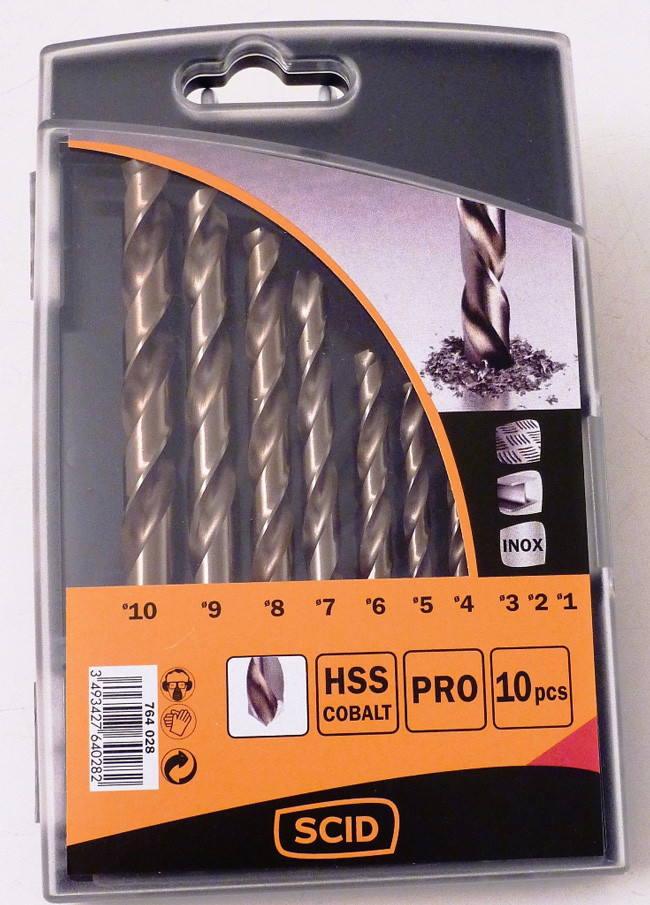 INOX
ø10 ø9 ø8 ø7 ø6 ø5 ø4 ø3 ø2 ø1
HSS
COBALT
PRO
10 pcs
764 028
3 493427 640282
SCID